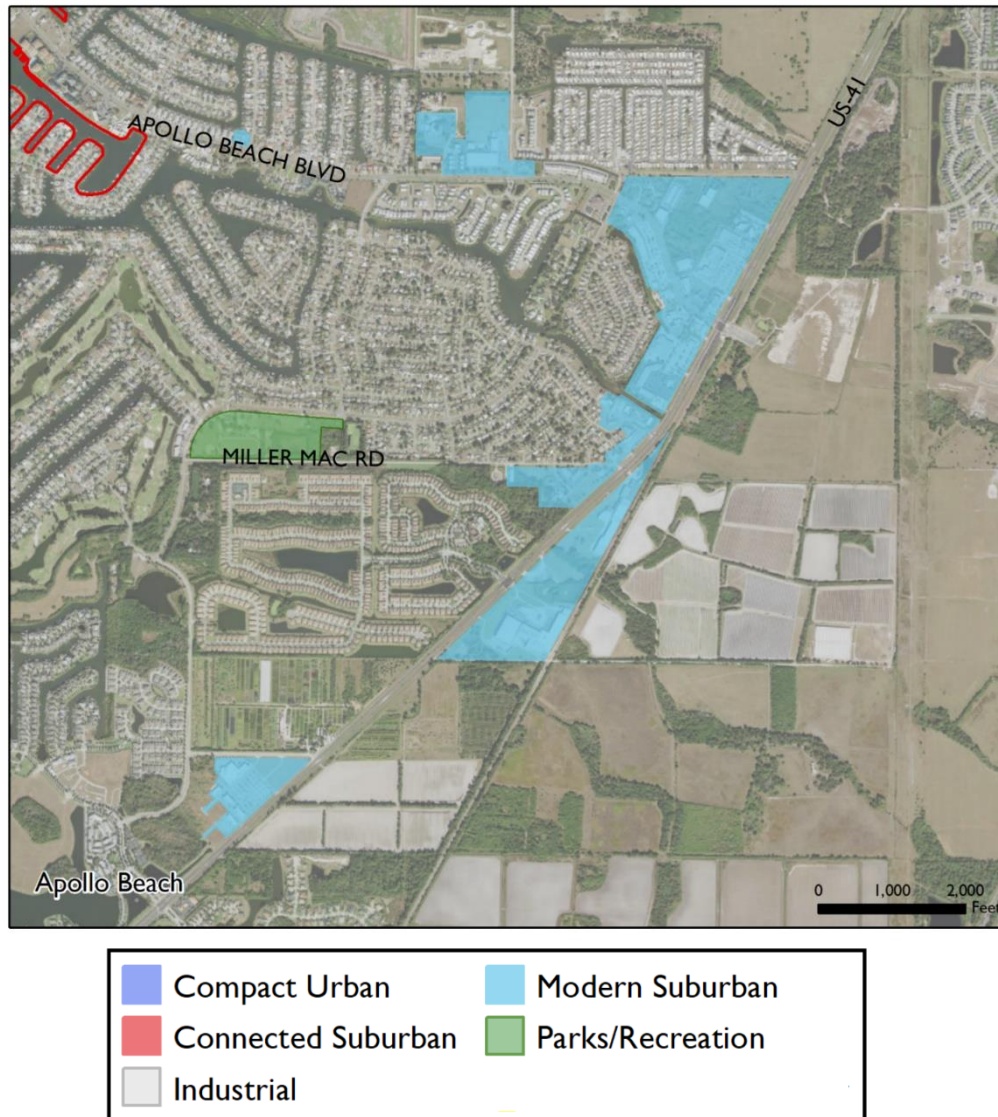 US-41
APOLLO BEACH BLVD
MILLER MAC RD
Apollo Beach
0 1,000 2,000
Feet
Compact Urban
Modern Suburban
Connected Suburban
Parks/Recreation
Industrial